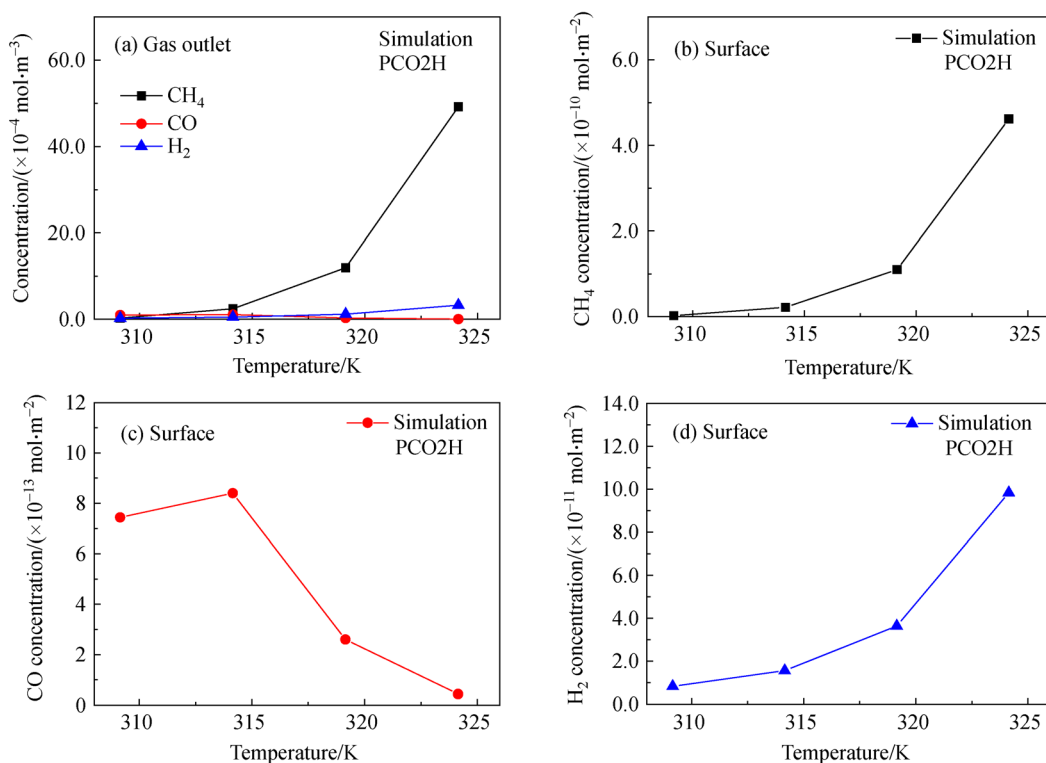 (a) Gas outlet
Simulation
PCO2H
CH₄
CO
H₂
60.0
40.0
20.0
0.0
310 315 320 325
Concentration/(×10⁻⁴ mol·m⁻³)
Temperature/K
(b) Surface
Simulation
PCO2H
6.0
4.0
2.0
0.0
310 315 320 325
CH₄ concentration/(×10⁻¹⁰ mol·m⁻²)
Temperature/K
(c) Surface
Simulation
PCO2H
12
10
8
6
4
2
0
310 315 320 325
CO concentration/(×10⁻¹³ mol·m⁻²)
Temperature/K
(d) Surface
Simulation
PCO2H
14.0
12.0
10.0
8.0
6.0
4.0
2.0
0.0
310 315 320 325
H₂ concentration/(×10⁻¹¹ mol·m⁻²)
Temperature/K